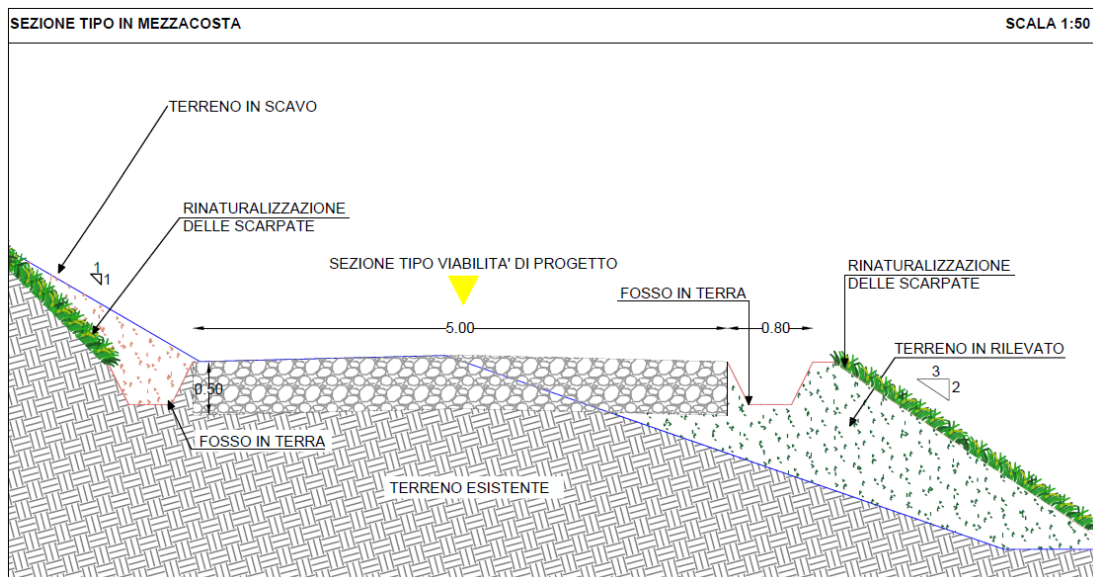 SEZIONE TIPO IN MEZZACOSTA
SCALA 1:50
TERRENO IN SCAVO
RINATURALIZZAZIONE
DELLE SCARPATE
1
1
SEZIONE TIPO VIABILITA' DI PROGETTO
FOSSO IN TERRA
RINATURALIZZAZIONE
DELLE SCARPATE
5.00
0.80
TERRENO IN RILEVATO
3
2
0.50
FOSSO IN TERRA
TERRENO ESISTENTE